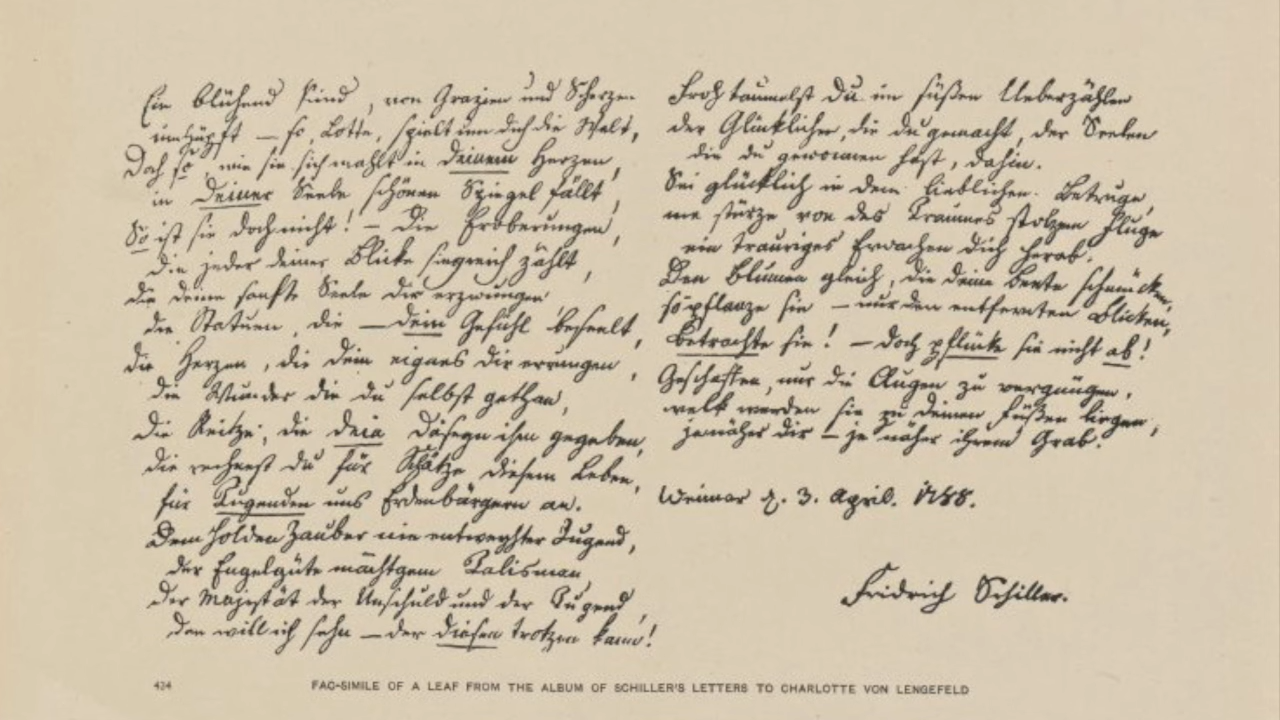 Ein blühend Kind, von Grazien und Scherzen
umhüpft — so, Lotte, spielt um dich die Welt,
Doch so, wie sie sich mahlt in deinem Herzen,
in deiner Seele schönen Spiegel fällt,
So ist sie doch nicht! — Die Eroberungen,
die jeder deiner Blicke siegreich zählt,
die deine sanfte Seele dir erzwungen,
die Statuen, die — dein Gefühl beseelt,
die Herzen, die dein eignes dir errungen,
die Wunder die du selbst gethan,
die Reitze, die dein Daseyn ihm gegeben,
die rechnest du für Schätze diesem Leben,
für Tugenden uns Erdenbürgern an.
Dem holden Zauber nie entweyhter Jugend,
der Engelgüte mächtgem Talisman,
Der Majestät der Unschuld und der Tugend,
den will ich sehn — der diesen trotzen kann!
Froh taumelst Du im süßen Ueberzählen
der Glücklichen, die du gemacht, der Seelen
die du gewonnen hast, dahin.
Sei glücklich in dem lieblichen Betruge,
nie stürze von des Traumes stolzem Fluge
ein trauriges Erwachen dich herab.
Den Blumen gleich, die deine Beete schmücken,
so pflanze sie — nur den entfernten Blicken,
betrachte sie! — doch pflücke sie nicht ab!
Geschaffen, nur die Augen zu vergnügen,
welk werden sie zu deinen Füßen liegen,
je näher dir — je näher ihrem Grab.
Weimar d. 3. April. 1788.
Fridrich Schiller.
424 FAC-SIMILE OF A LEAF FROM THE ALBUM OF SCHILLER'S LETTERS TO CHARLOTTE VON LENGEFELD